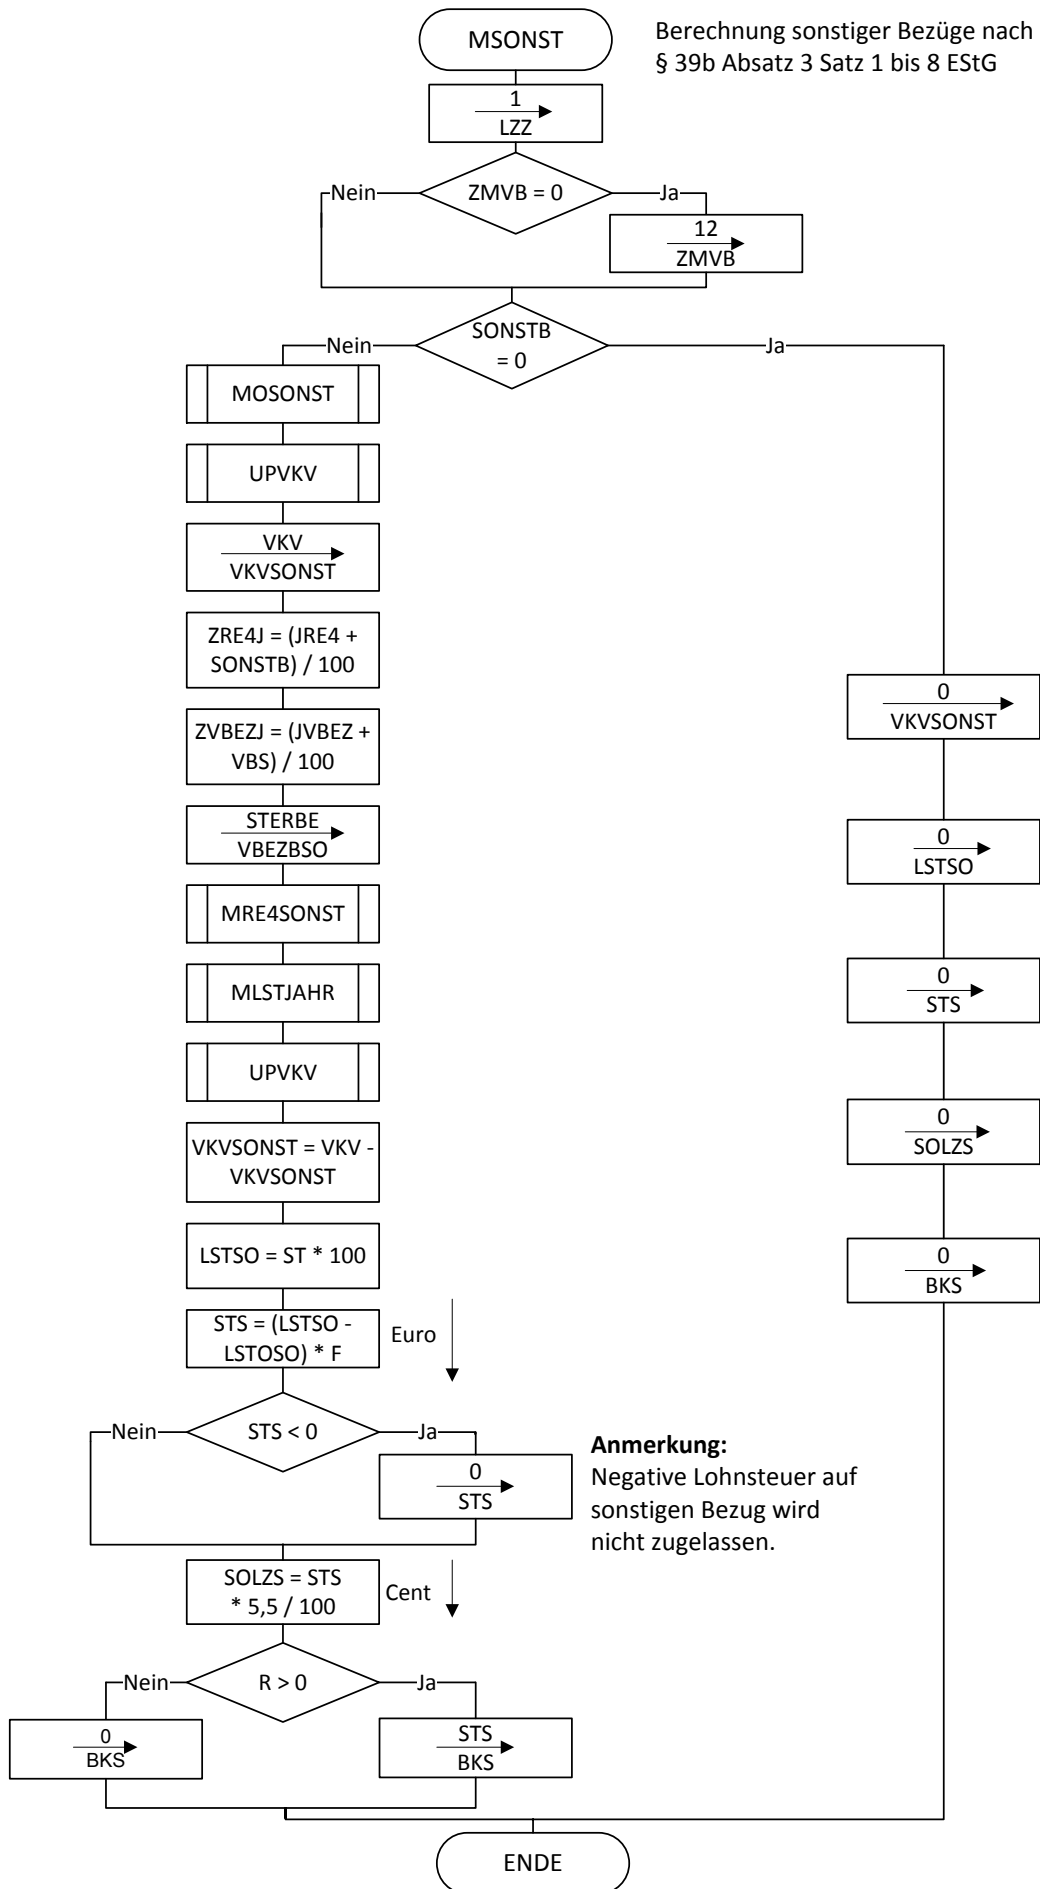 MSONST
Berechnung sonstiger Bezüge nach
§ 39b Absatz 3 Satz 1 bis 8 EStG
1
LZZ
Nein
ZMVB = 0
Ja
12
ZMVB
Nein
SONSTB
= 0
Ja
MOSONST
UPVKV
VKV
VKVSONST
ZRE4J = (JRE4 +
SONSTB) / 100
ZVBEZJ = (JVBEZ +
VBS) / 100
STERBE
VBEZBSO
MRE4SONST
MLSTJAHR
UPVKV
VKVSONST = VKV -
VKVSONST
LSTSO = ST * 100
STS = (LSTSO -
LSTOSO) * F
Euro
Nein
STS < 0
Ja
0
STS
Anmerkung:
Negative Lohnsteuer auf
sonstigen Bezug wird
nicht zugelassen.
SOLZS = STS
* 5,5 / 100
Cent
Nein
R > 0
Ja
0
BKS
STS
BKS
0
VKVSONST
0
LSTSO
0
STS
0
SOLZS
0
BKS
ENDE